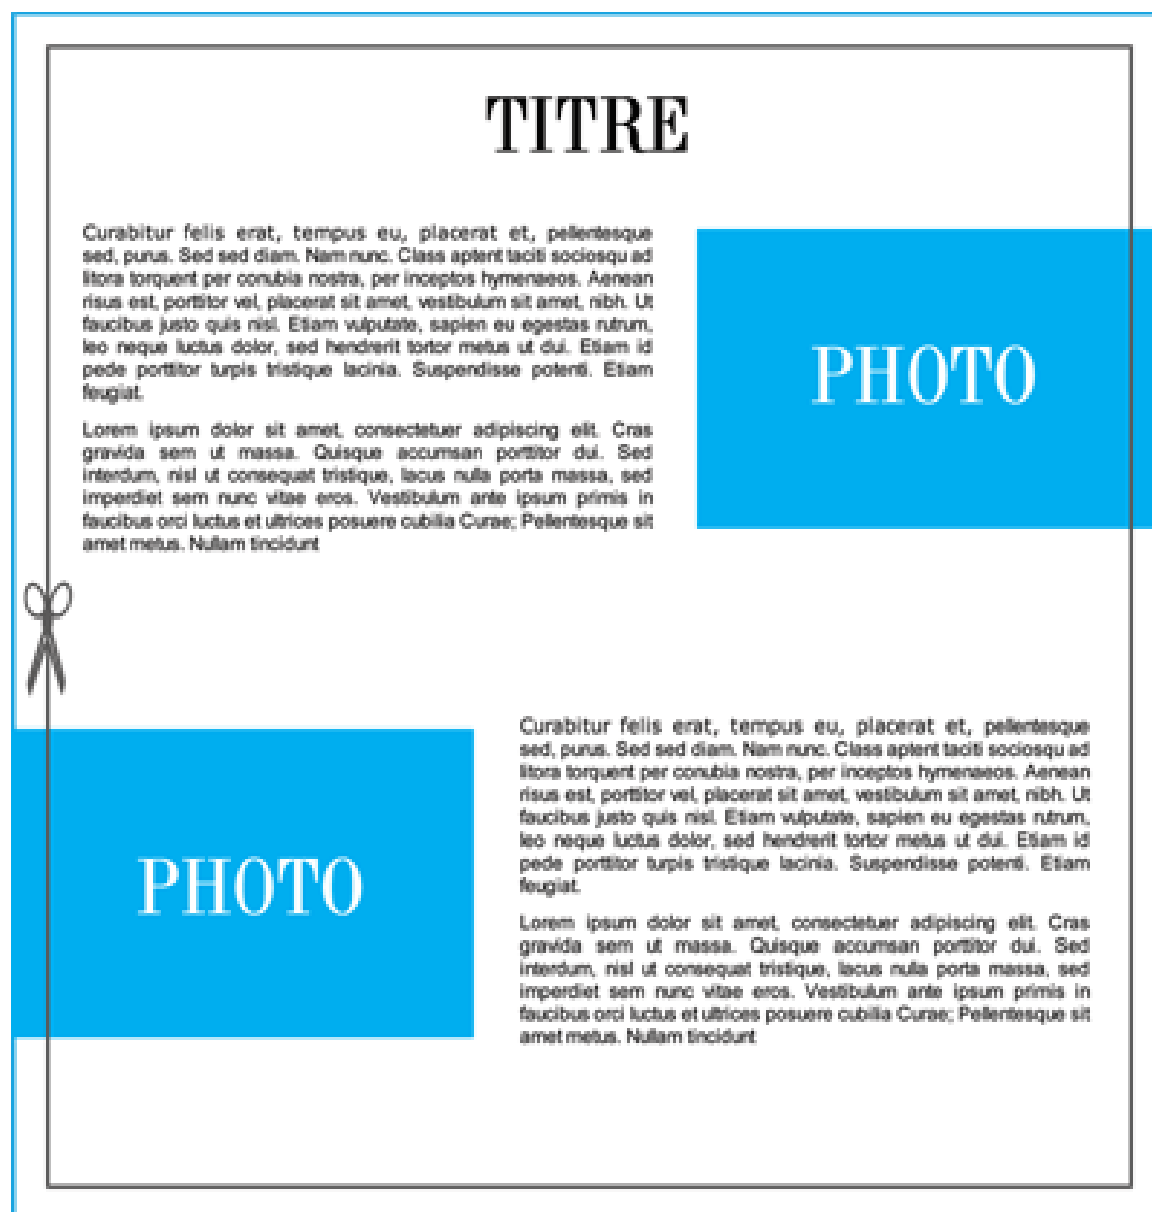 TITRE
Curabitur felis erat, tempus eu, placerat et, pellentesque
sed, purus. Sed sed diam. Nam nunc. Class aptent taciti sociosqu ad
litora torquent per conubia nostra, per inceptos hymenaeos. Aenean
risus est, porttitor vel, placerat sit amet, vestibulum sit amet, nibh. Ut
faucibus justo quis nisl. Etiam vulputate, sapien eu egestas rutrum,
leo neque luctus dolor, sed hendrerit tortor metus ut dui. Etiam id
pede porttitor turpis tristique lacinia. Suspendisse potenti. Etiam
feugiat.
Lorem ipsum dolor sit amet, consectetuer adipiscing elit. Cras
gravida sem ut massa. Quisque accumsan porttitor dui. Sed
interdum, nisl ut consequat tristique, lacus nulla porta massa, sed
imperdiet sem nunc vitae eros. Vestibulum ante ipsum primis in
faucibus orci luctus et ultrices posuere cubilia Curae; Pellentesque sit
amet metus. Nullam tincidunt
PHOTO
PHOTO
Curabitur felis erat, tempus eu, placerat et, pellentesque
sed, purus. Sed sed diam. Nam nunc. Class aptent taciti sociosqu ad
litora torquent per conubia nostra, per inceptos hymenaeos. Aenean
risus est, porttitor vel, placerat sit amet, vestibulum sit amet, nibh. Ut
faucibus justo quis nisl. Etiam vulputate, sapien eu egestas rutrum,
leo neque luctus dolor, sed hendrerit tortor metus ut dui. Etiam id
pede porttitor turpis tristique lacinia. Suspendisse potenti. Etiam
feugiat.
Lorem ipsum dolor sit amet, consectetuer adipiscing elit. Cras
gravida sem ut massa. Quisque accumsan porttitor dui. Sed
interdum, nisl ut consequat tristique, lacus nulla porta massa, sed
imperdiet sem nunc vitae eros. Vestibulum ante ipsum primis in
faucibus orci luctus et ultrices posuere cubilia Curae; Pellentesque sit
amet metus. Nullam tincidunt